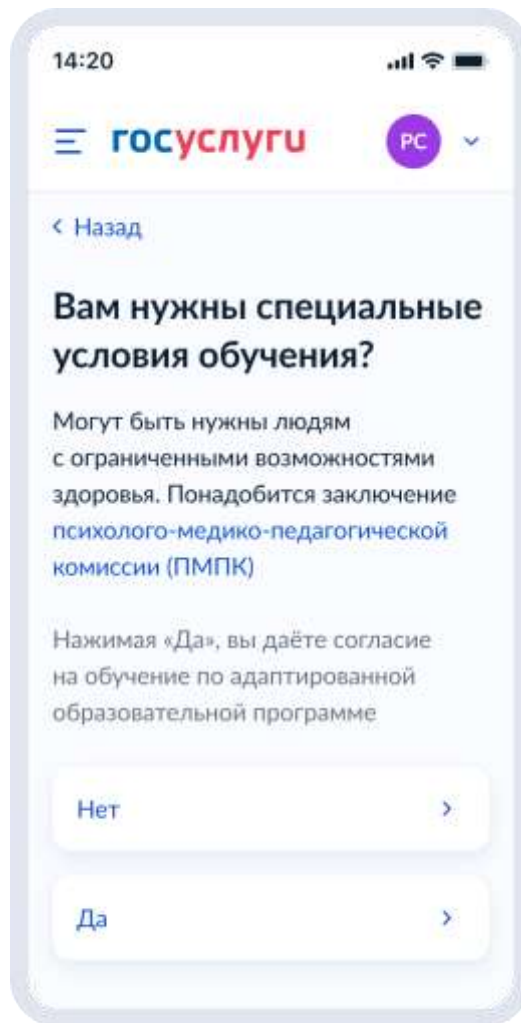 14:20
госуслуги
РС
Назад
Вам нужны специальные
условия обучения?
Могут быть нужны людям
с ограниченными возможностями
здоровья. Понадобится заключение
психолого-медико-педагогической
комиссии (ПМПК)
Нажимая «Да», вы даёте согласие
на обучение по адаптированной
образовательной программе
Нет
Да